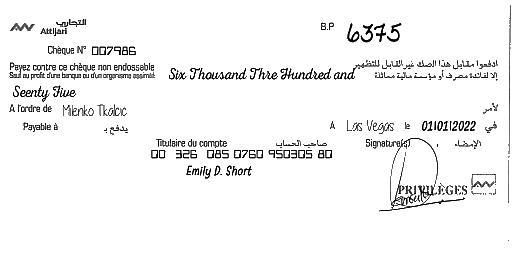 التجاري
Attijari
B.P 6375
Chèque N° 007986
Payez contre ce chèque non endossable
ادفعوا مقابل هذا الصك غير القابل للتظهير
Sauf au profit d'une banque ou d'un organisme assimilé
Six Thousand Thre Hundred and
إلا لفائدة مصرف أو مؤسسة مالية مماثلة
Seenty Five
A l'ordre de Milenko Tkalcic
لأمر
Payable à يدفع بـ
A Las Vegas le 01/01/2022 في
Titulaire du compte صاحب الحساب
Signature(s) الإمضاء
00 326 085 0760 950305 80
Emily D. Short
PRIVILÈGES